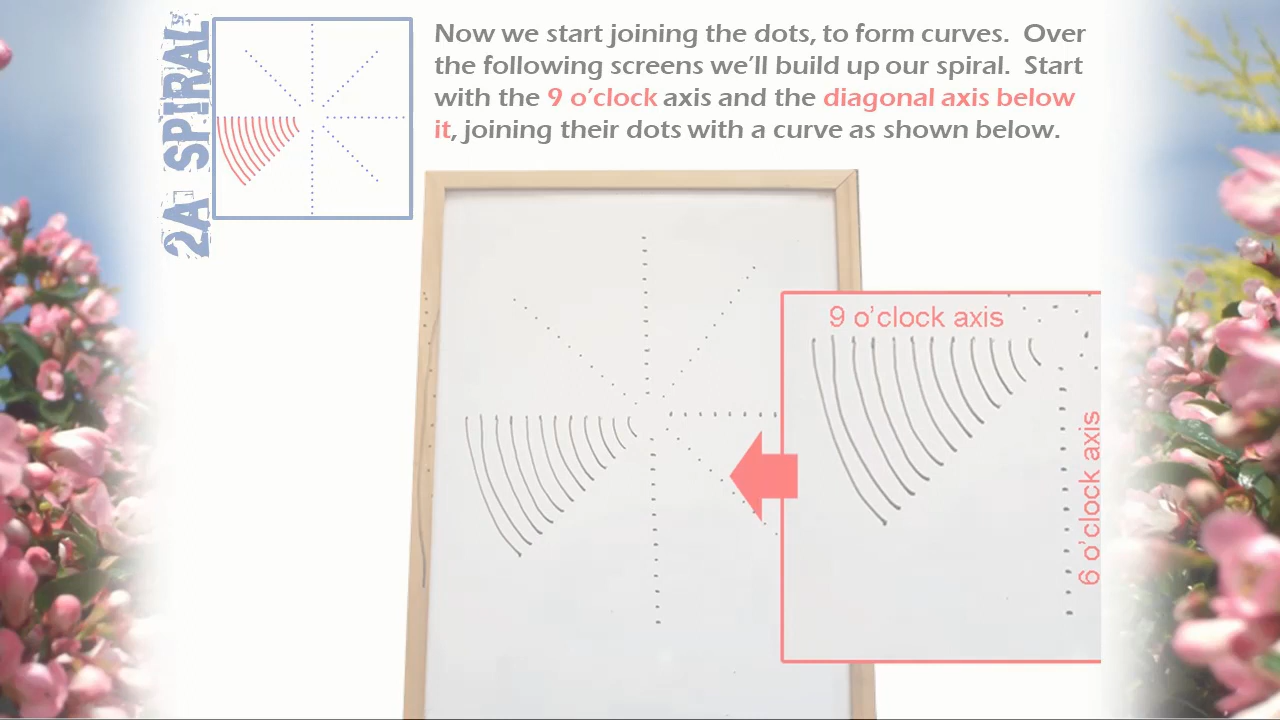 2A SPIRAL
Now we start joining the dots, to form curves. Over
the following screens we'll build up our spiral. Start
with the 9 o'clock axis and the diagonal axis below
it, joining their dots with a curve as shown below.
9 o'clock axis
6 o'clock axis